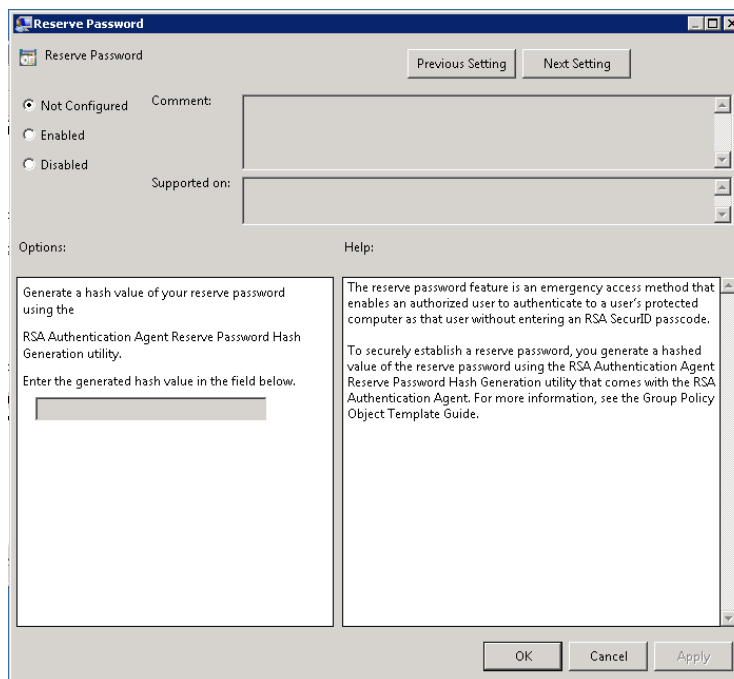 Reserve Password
Reserve Password
Previous Setting
Next Setting
Not Configured
Enabled
Disabled
Comment:
Supported on:
Options:
Help:
Generate a hash value of your reserve password
using the
RSA Authentication Agent Reserve Password Hash
Generation utility.
Enter the generated hash value in the field below.
The reserve password feature is an emergency access method that
enables an authorized user to authenticate to a user's protected
computer as that user without entering an RSA SecurID passcode.
To securely establish a reserve password, you generate a hashed
value of the reserve password using the RSA Authentication Agent
Reserve Password Hash Generation utility that comes with the RSA
Authentication Agent. For more information, see the Group Policy
Object Template Guide.
OK
Cancel
Apply